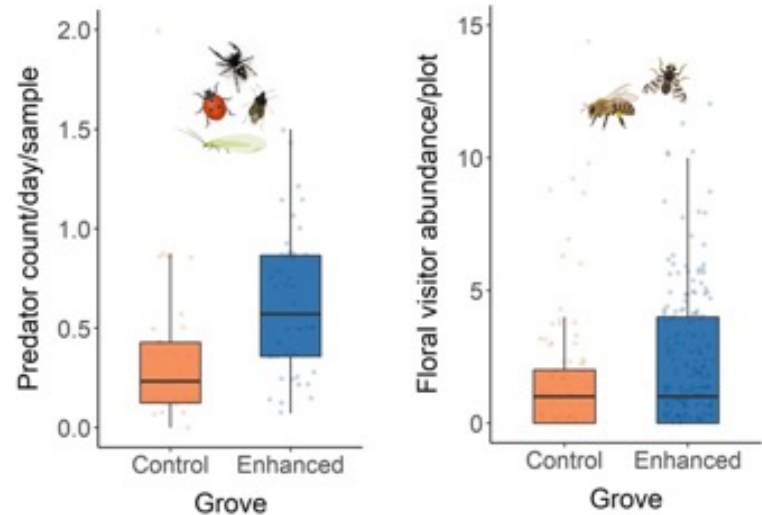 Predator count/day/sample
2.0
1.5
1.0
0.5
0.0
Control Enhanced
Grove
Floral visitor abundance/plot
15
10
5
0
Control Enhanced
Grove